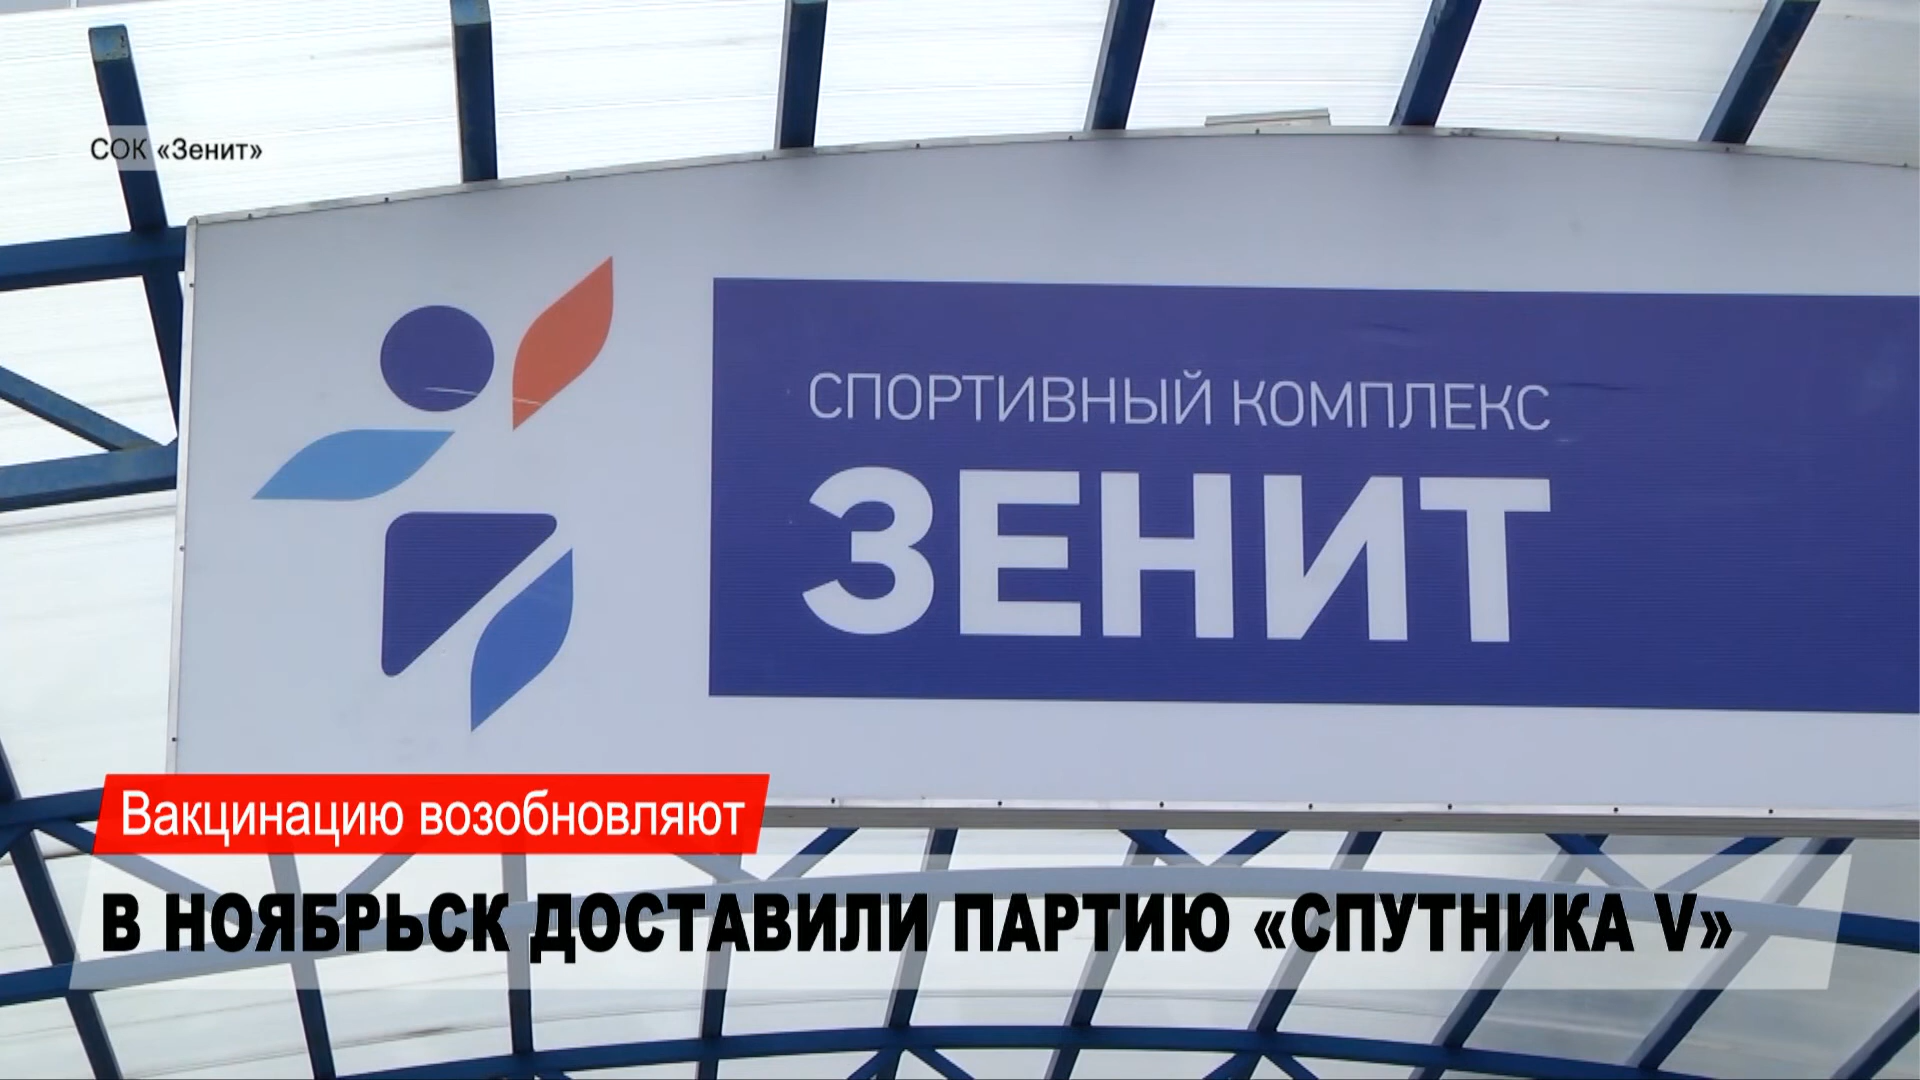 СОК «Зенит»
СПОРТИВНЫЙ КОМПЛЕКС
ЗЕНИТ
Вакцинацию возобновляют
В НОЯБРЬСК ДОСТАВИЛИ ПАРТИЮ «СПУТНИКА V»